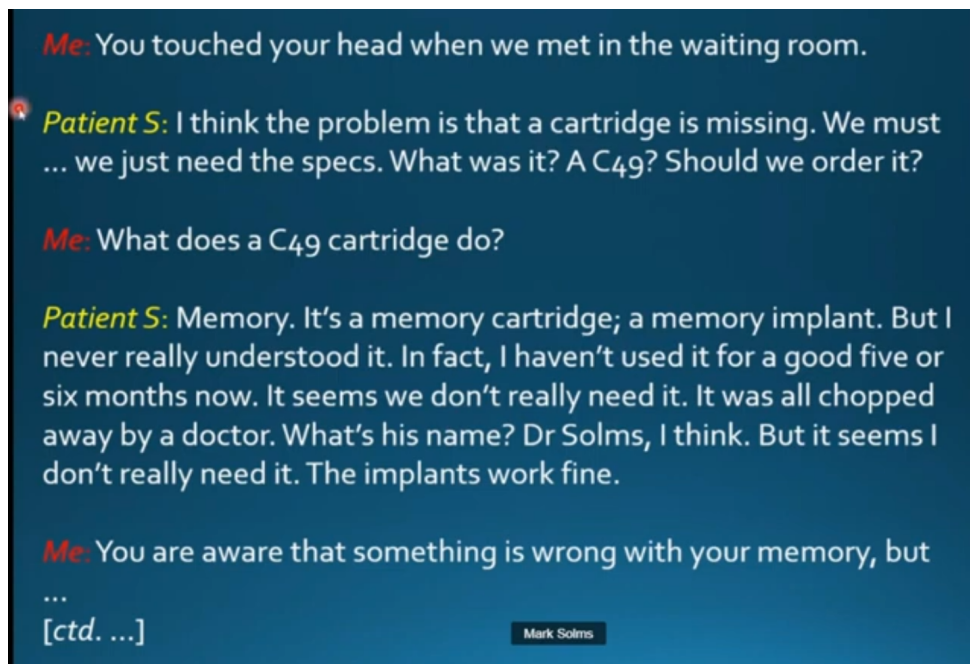 Me: You touched your head when we met in the waiting room.
Patient S: I think the problem is that a cartridge is missing. We must
... we just need the specs. What was it? A C49? Should we order it?
Me: What does a C49 cartridge do?
Patient S: Memory. It's a memory cartridge; a memory implant. But I
never really understood it. In fact, I haven't used it for a good five or
six months now. It seems we don't really need it. It was all chopped
away by a doctor. What's his name? Dr Solms, I think. But it seems I
don't really need it. The implants work fine.
Me: You are aware that something is wrong with your memory, but
...
[ctd. ...]
Mark Solms